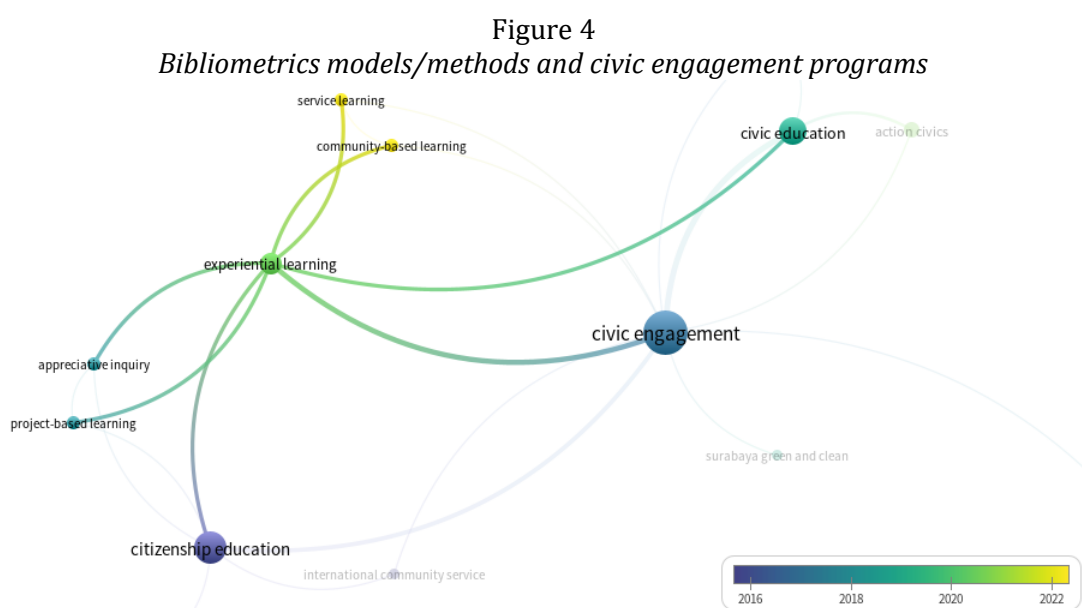 Figure 4
Bibliometrics models/methods and civic engagement programs
service learning
community-based learning
civic education
action civics
experiential learning
civic engagement
appreciative inquiry
project-based learning
surabaya green and clean
citizenship education
international community service
2016 2018 2020 2022